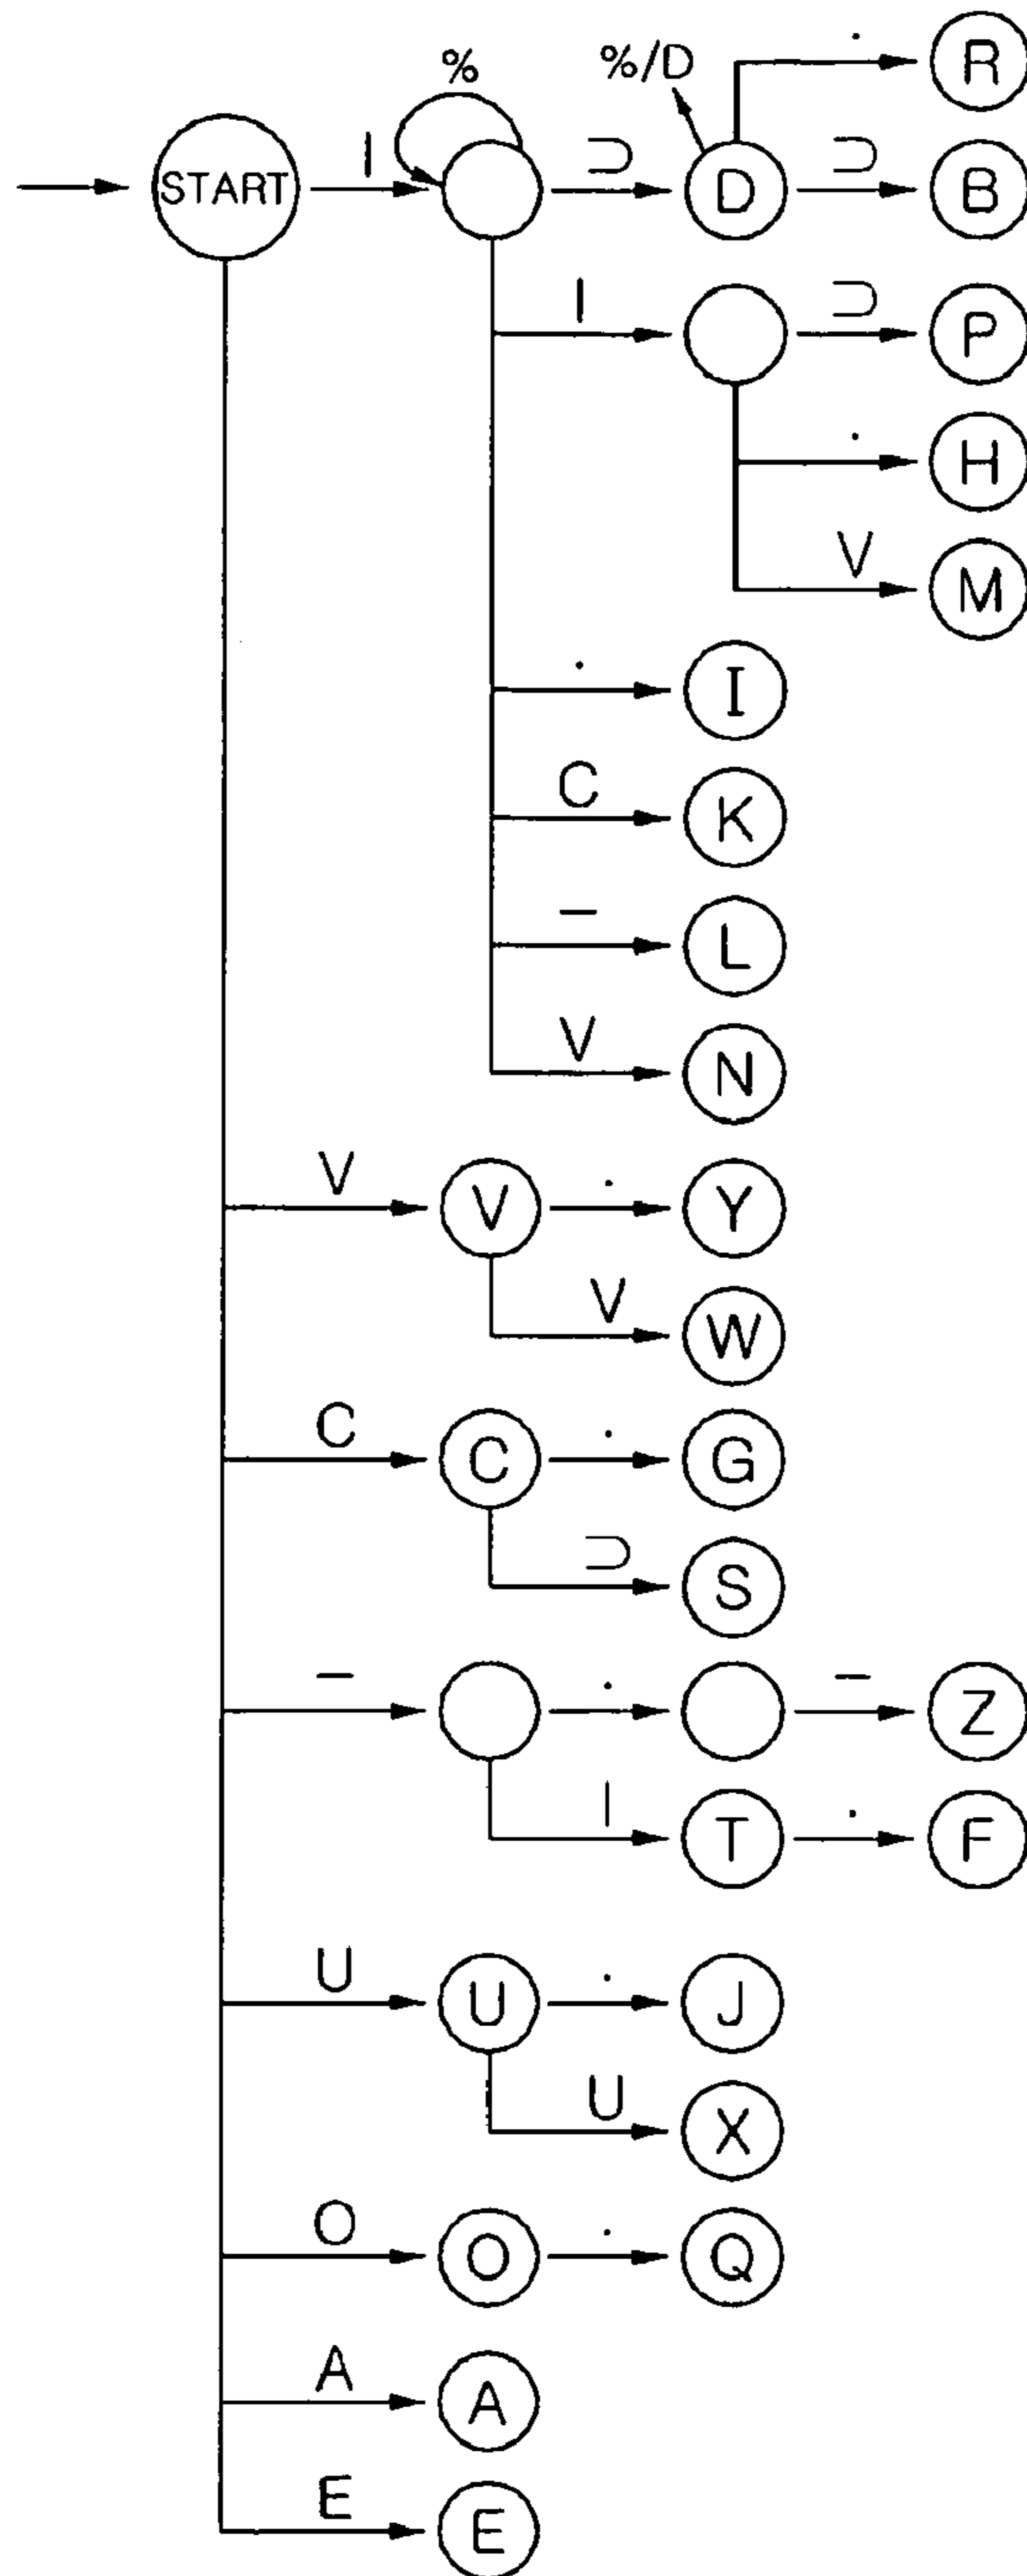 % %/D · R
START | ⊃ D ⊃ B
| ⊃ P
· H
V M
· I
C K
− L
V N
V V · Y
V W
C C · G
⊃ S
− · − Z
| T · F
U U · J
U X
O O · Q
A A
E E